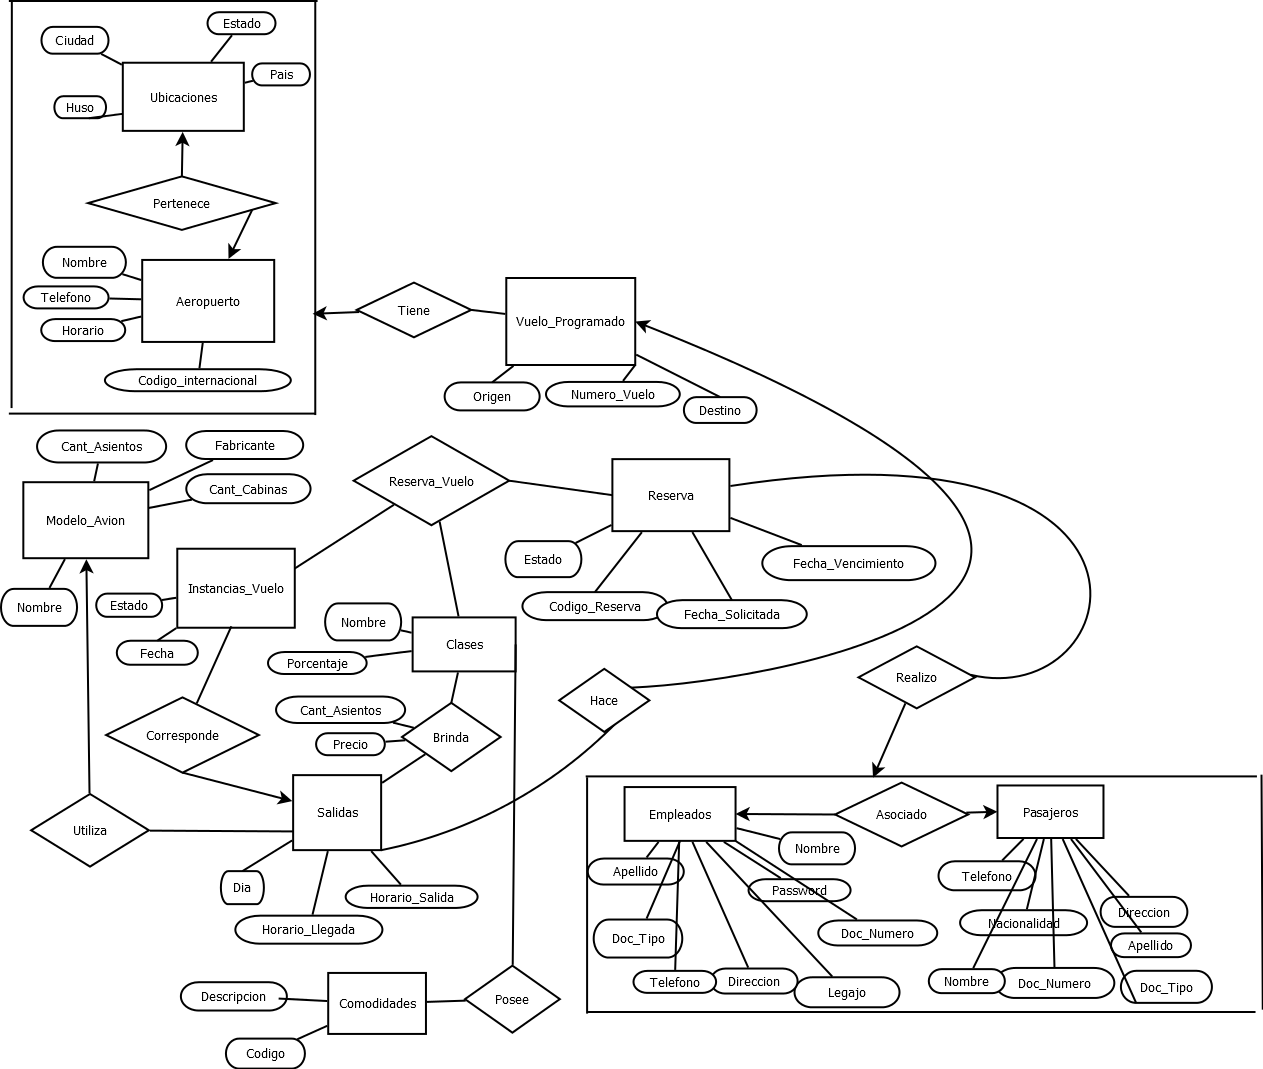 Estado
Ciudad
Pais
Ubicaciones
Huso
Pertenece
Nombre
Telefono
Aeropuerto
Horario
Codigo_internacional
Tiene
Vuelo_Programado
Origen
Numero_Vuelo
Destino
Cant_Asientos
Fabricante
Cant_Cabinas
Modelo_Avion
Nombre
Reserva_Vuelo
Reserva
Estado
Fecha_Vencimiento
Codigo_Reserva
Fecha_Solicitada
Instancias_Vuelo
Estado
Fecha
Nombre
Clases
Porcentaje
Cant_Asientos
Precio
Brinda
Hace
Realizo
Corresponde
Salidas
Utiliza
Dia
Horario_Salida
Horario_Llegada
Empleados
Asociado
Pasajeros
Nombre
Apellido
Password
Doc_Tipo
Doc_Numero
Telefono
Direccion
Legajo
Telefono
Nacionalidad
Direccion
Apellido
Nombre
Doc_Numero
Doc_Tipo
Descripcion
Comodidades
Posee
Codigo